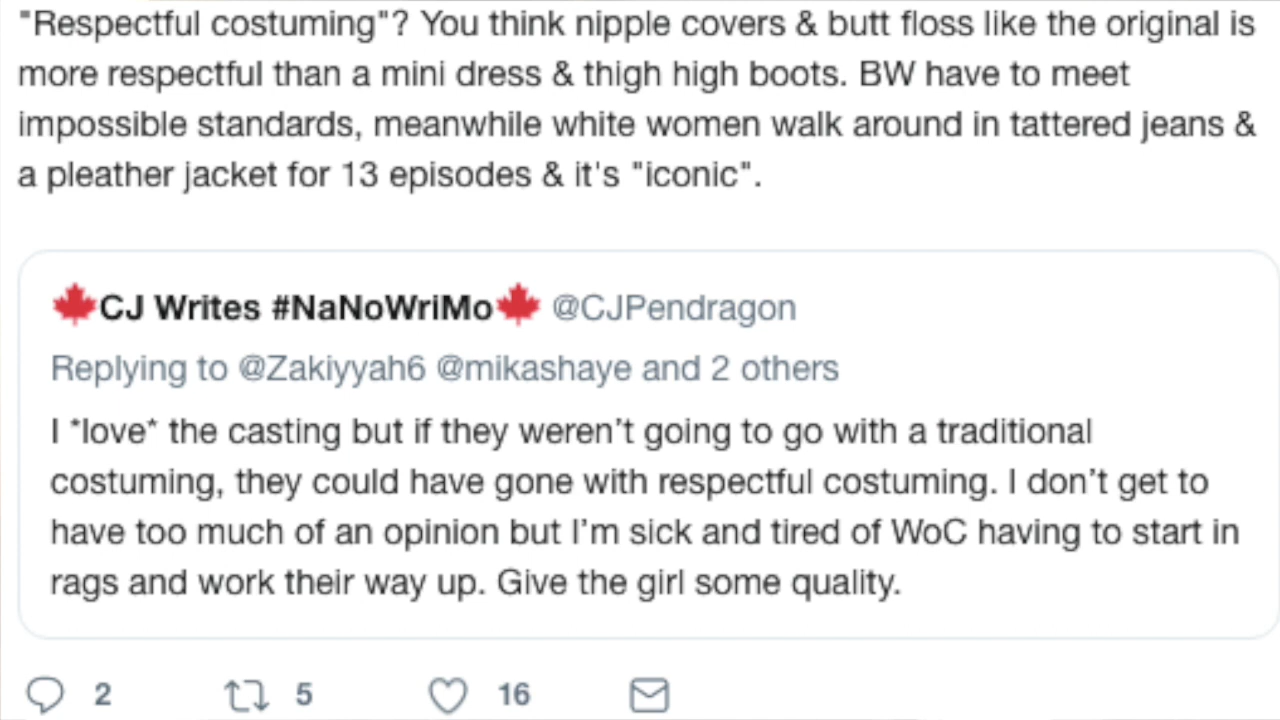 "Respectful costuming"? You think nipple covers & butt floss like the original is
more respectful than a mini dress & thigh high boots. BW have to meet
impossible standards, meanwhile white women walk around in tattered jeans &
a pleather jacket for 13 episodes & it's "iconic".
🍁CJ Writes #NaNoWriMo🍁 @CJPendragon
Replying to @Zakiyyah6 @mikashaye and 2 others
I *love* the casting but if they weren’t going to go with a traditional
costuming, they could have gone with respectful costuming. I don’t get to
have too much of an opinion but I’m sick and tired of WoC having to start in
rags and work their way up. Give the girl some quality.
2 5 16